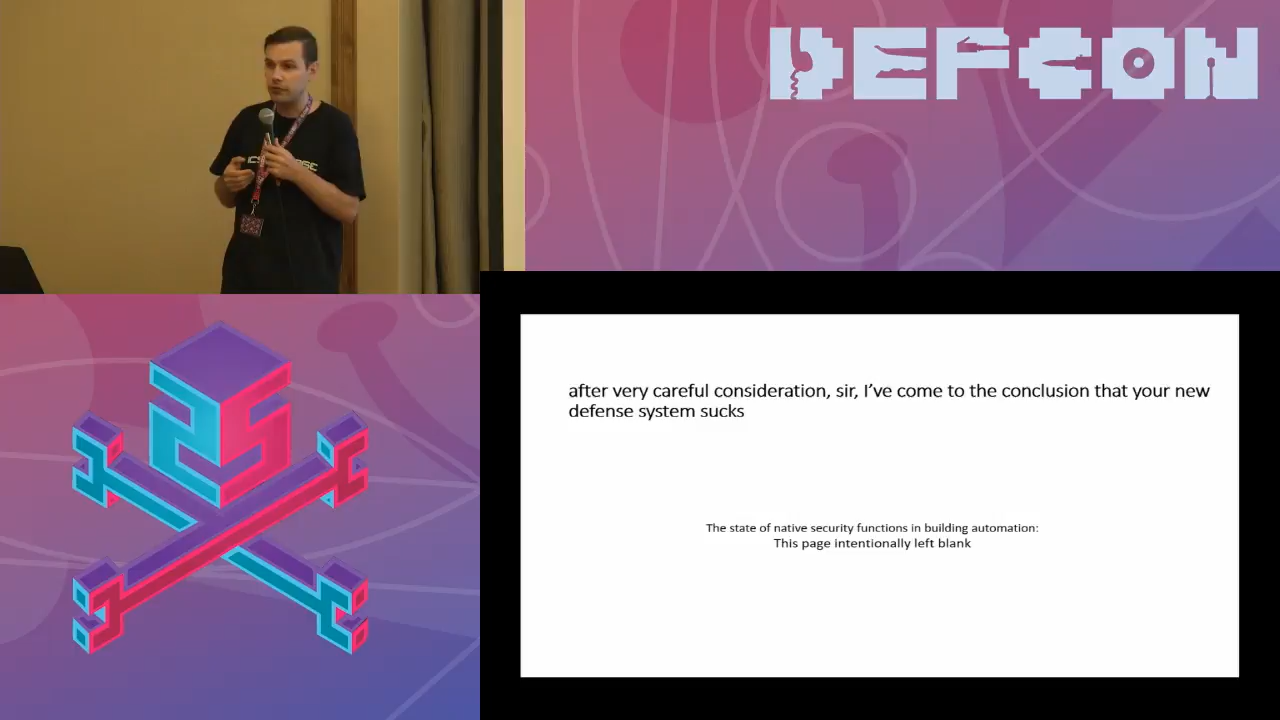 DEFCON
after very careful consideration, sir, I've come to the conclusion that your new
defense system sucks
The state of native security functions in building automation:
This page intentionally left blank